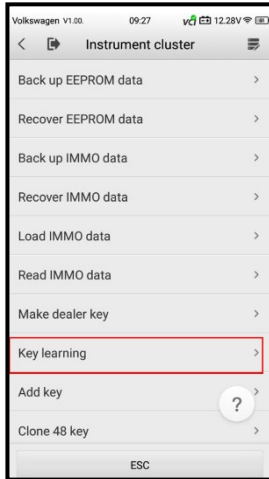 Volkswagen V1.00. 09:27 VCI 12.28V
Instrument cluster
Back up EEPROM data
Recover EEPROM data
Back up IMMO data
Recover IMMO data
Load IMMO data
Read IMMO data
Make dealer key
Key learning
Add key
?
Clone 48 key
ESC